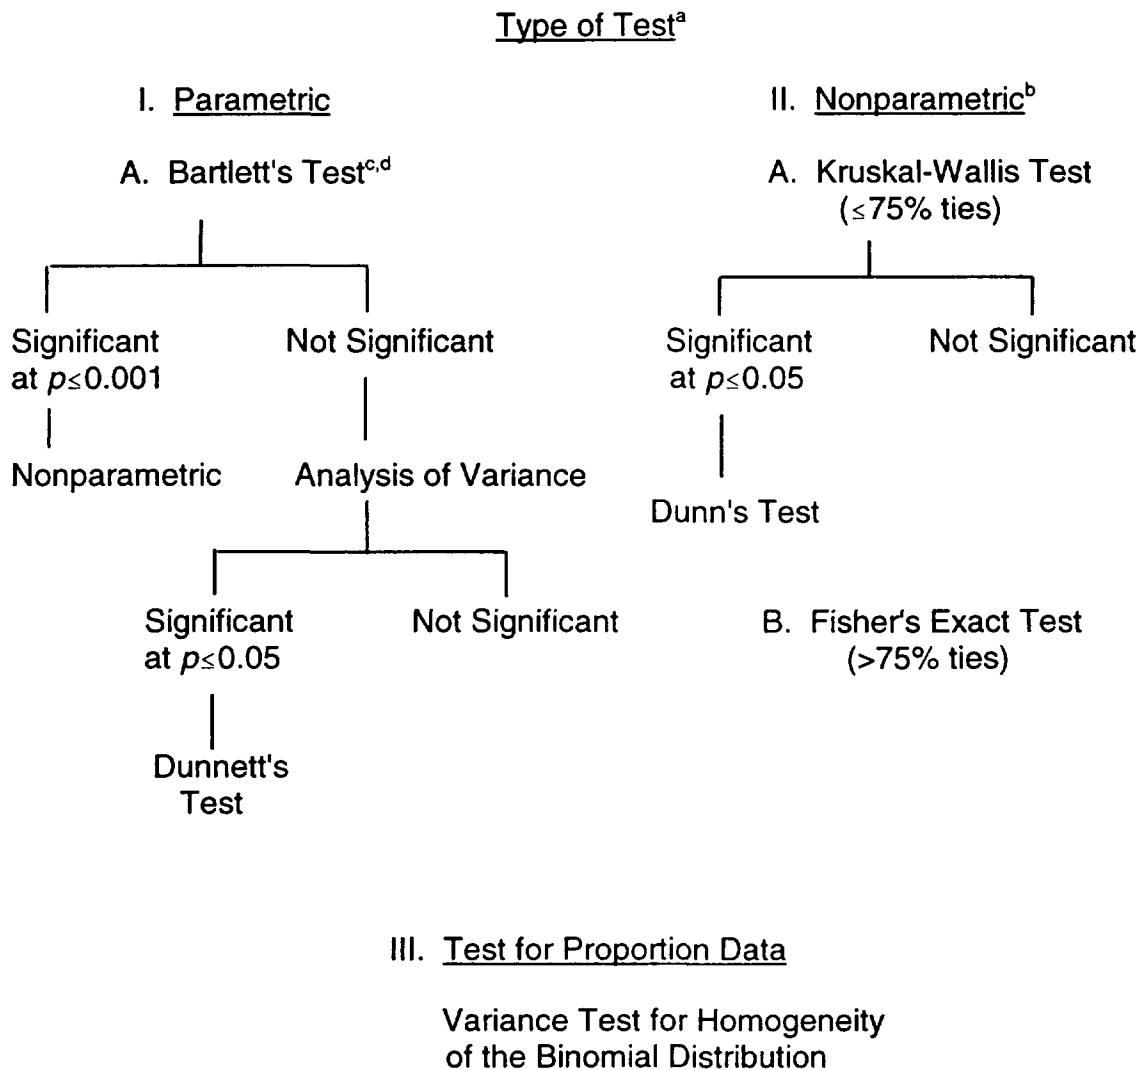 Type of Testᵃ
I. Parametric
A. Bartlett's Testᶜ,ᵈ
Significant
at p≤0.001
Not Significant
Nonparametric
Analysis of Variance
Significant
at p≤0.05
Not Significant
Dunnett's
Test
II. Nonparametricᵇ
A. Kruskal-Wallis Test
(≤75% ties)
Significant
at p≤0.05
Not Significant
Dunn's Test
B. Fisher's Exact Test
(>75% ties)
III. Test for Proportion Data
Variance Test for Homogeneity
of the Binomial Distribution